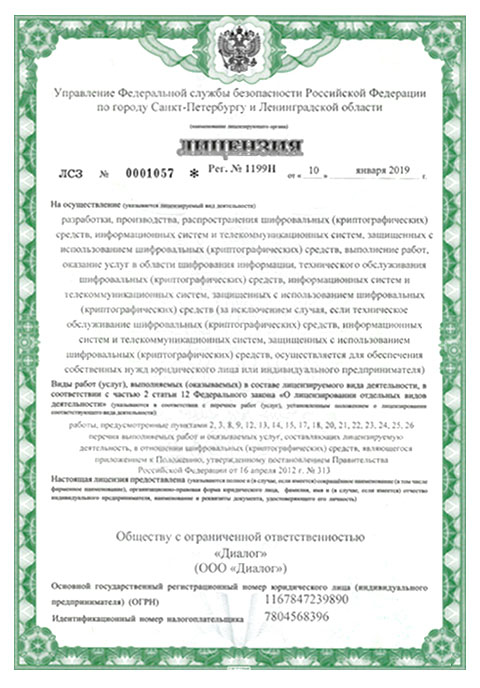 Управление Федеральной службы безопасности Российской Федерации
по городу Санкт-Петербургу и Ленинградской области
(наименование лицензирующего органа)
ЛИЦЕНЗИЯ
ЛСЗ № 0001057 * Рег. № 1199Н от « 10 » января 2019 г.
На осуществление (указывается лицензируемый вид деятельности)
разработки, производства, распространения шифровальных (криптографических)
средств, информационных систем и телекоммуникационных систем, защищенных с
использованием шифровальных (криптографических) средств, выполнение работ,
оказание услуг в области шифрования информации, технического обслуживания
шифровальных (криптографических) средств, информационных систем и
телекоммуникационных систем, защищенных с использованием шифровальных
(криптографических) средств (за исключением случая, если техническое
обслуживание шифровальных (криптографических) средств, информационных
систем и телекоммуникационных систем, защищенных с использованием
шифровальных (криптографических) средств, осуществляется для обеспечения
собственных нужд юридического лица или индивидуального предпринимателя)
Виды работ (услуг), выполняемых (оказываемых) в составе лицензируемого вида деятельности, в
соответствии с частью 2 статьи 12 Федерального закона «О лицензировании отдельных видов
деятельности» (указываются в соответствии с перечнем работ (услуг), установленным положением о лицензировании
соответствующего вида деятельности)
работы, предусмотренные пунктами 2, 3, 8, 9, 12, 13, 14, 15, 17, 18, 20, 21, 22, 23, 24, 25, 26
перечня выполняемых работ и оказываемых услуг, составляющих лицензируемую
деятельность, в отношении шифровальных (криптографических) средств, являющегося
приложением к Положению, утвержденному постановлением Правительства
Российской Федерации от 16 апреля 2012 г. № 313
Настоящая лицензия предоставлена (указываются полное и (в случае, если имеется) сокращённое наименование (в том числе
фирменное наименование), организационно-правовая форма юридического лица, фамилия, имя и (в случае, если имеется) отчество
индивидуального предпринимателя, наименование и реквизиты документа, удостоверяющего его личность)
Обществу с ограниченной ответственностью
«Диалог»
(ООО «Диалог»)
Основной государственный регистрационный номер юридического лица (индивидуального
предпринимателя) (ОГРН) 1167847239890
Идентификационный номер налогоплательщика 7804568396